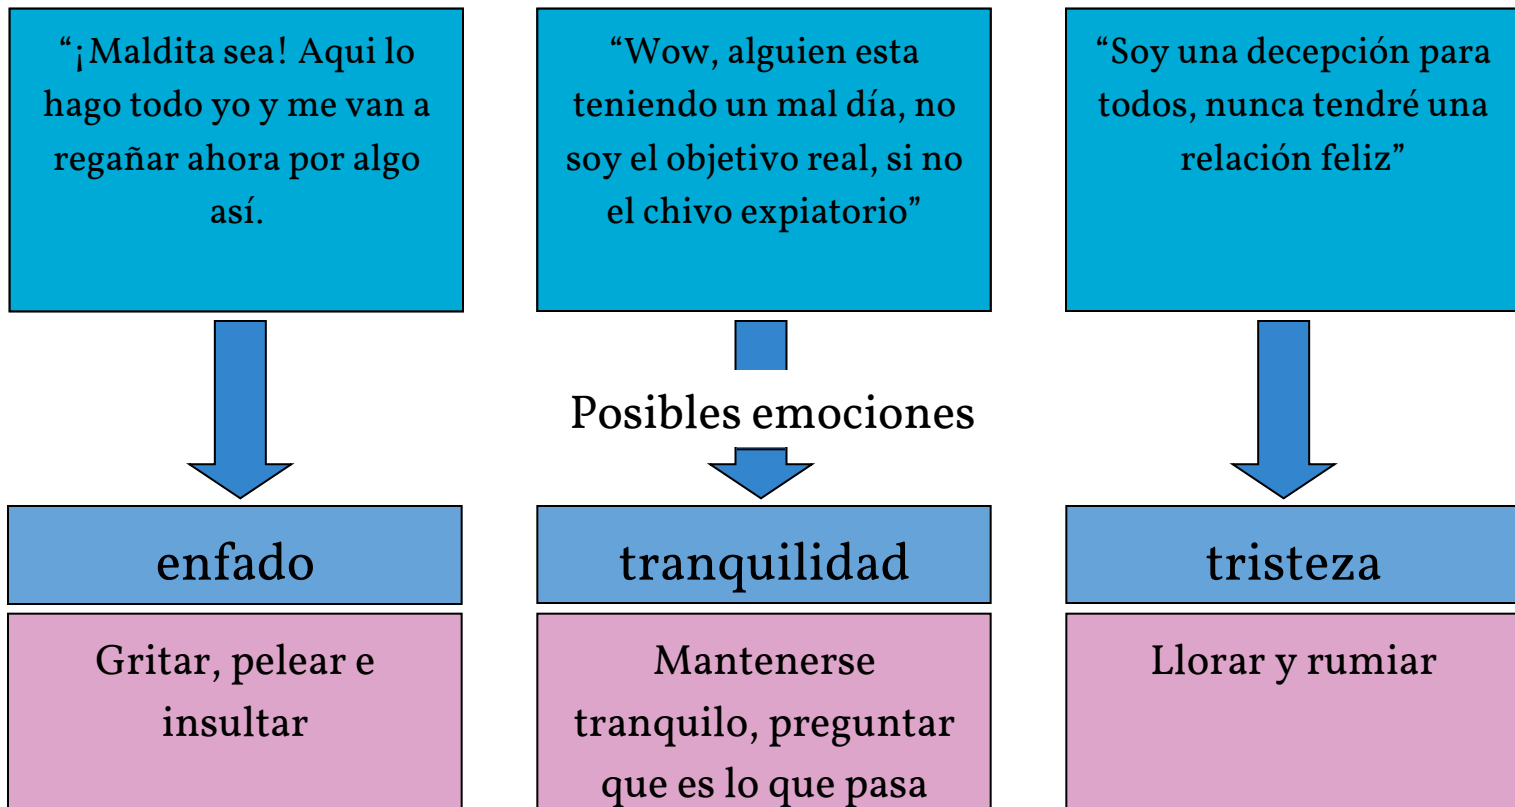 “¡Maldita sea! Aqui lo
hago todo yo y me van a
regañar ahora por algo
así.
“Wow, alguien esta
teniendo un mal día, no
soy el objetivo real, si no
el chivo expiatorio”
“Soy una decepción para
todos, nunca tendré una
relación feliz”
Posibles emociones
enfado
tranquilidad
tristeza
Gritar, pelear e
insultar
Mantenerse
tranquilo, preguntar
que es lo que pasa
Llorar y rumiar